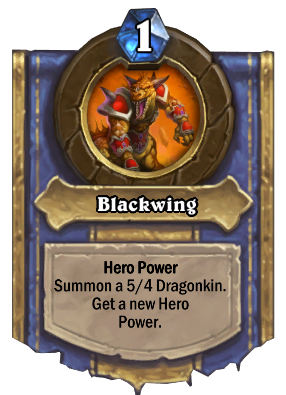 1
Blackwing
Hero Power
Summon a 5/4 Dragonkin.
Get a new Hero
Power.